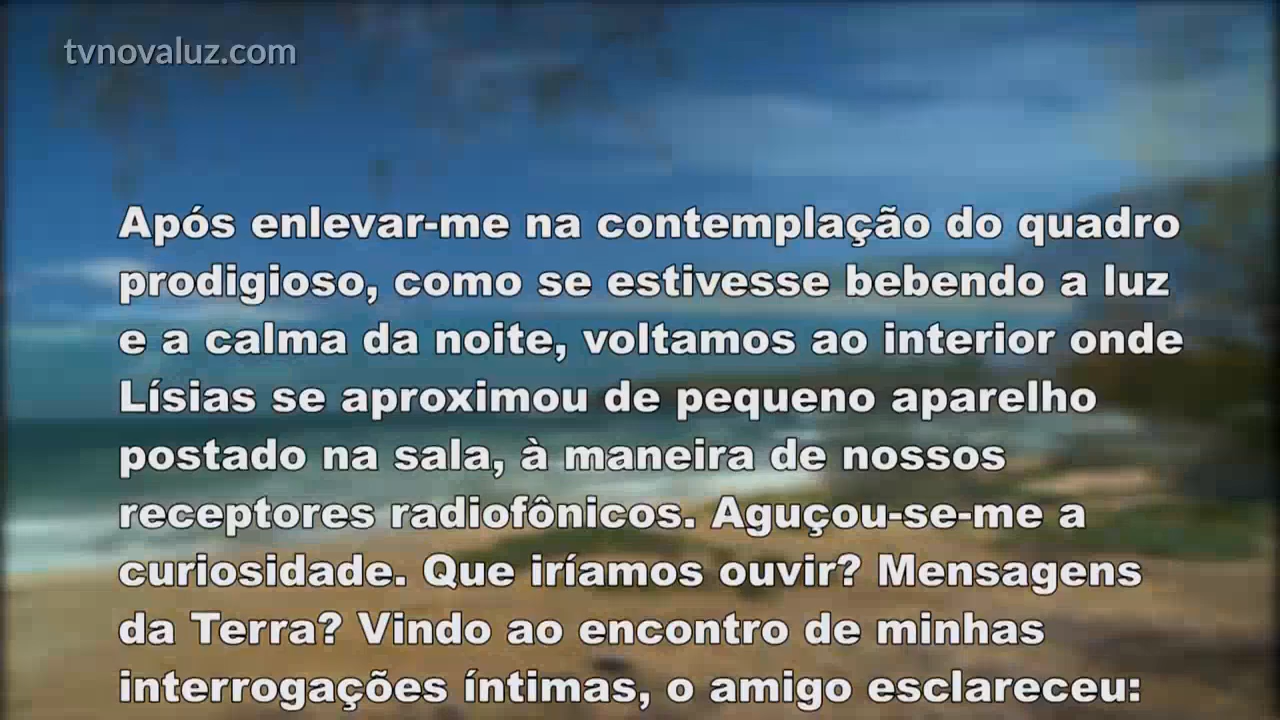 tvnovaluz.com
Após enlevar-me na contemplação do quadro
prodigioso, como se estivesse bebendo a luz
e a calma da noite, voltamos ao interior onde
Lísias se aproximou de pequeno aparelho
postado na sala, à maneira de nossos
receptores radiofônicos. Aguçou-se-me a
curiosidade. Que iríamos ouvir? Mensagens
da Terra? Vindo ao encontro de minhas
interrogações íntimas, o amigo esclareceu: